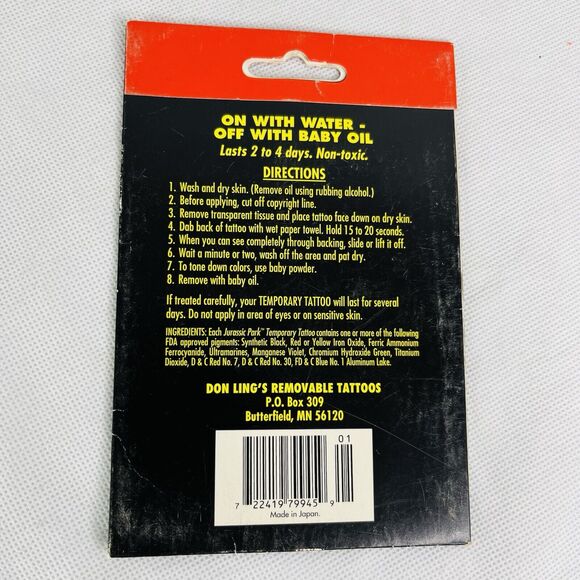 ON WITH WATER -
OFF WITH BABY OIL
Lasts 2 to 4 days. Non-toxic.
DIRECTIONS
1. Wash and dry skin. (Remove oil using rubbing alcohol.)
2. Before applying, cut off copyright line.
3. Remove transparent tissue and place tattoo face down on dry skin.
4. Dab back of tattoo with wet paper towel. Hold 15 to 20 seconds.
5. When you can see completely through backing, slide or lift it off.
6. Wait a minute or two, wash off the area and pat dry.
7. To tone down colors, use baby powder.
8. Remove with baby oil.
If treated carefully, your TEMPORARY TATTOO will last for several
days. Do not apply in area of eyes or on sensitive skin.
INGREDIENTS: Each Jurassic Park™ Temporary Tattoo contains one or more of the following
FDA approved pigments: Synthetic Black, Red or Yellow Iron Oxide, Ferric Ammonium
Ferrocyanide, Ultramarines, Manganese Violet, Chromium Hydroxide Green, Titanium
Dioxide, D & C Red No. 7, D & C Red No. 30, FD & C Blue No. 1 Aluminum Lake.
DON LING'S REMOVABLE TATTOOS
P.O. Box 309
Butterfield, MN 56120
01
7 22419 79945 9
Made in Japan.